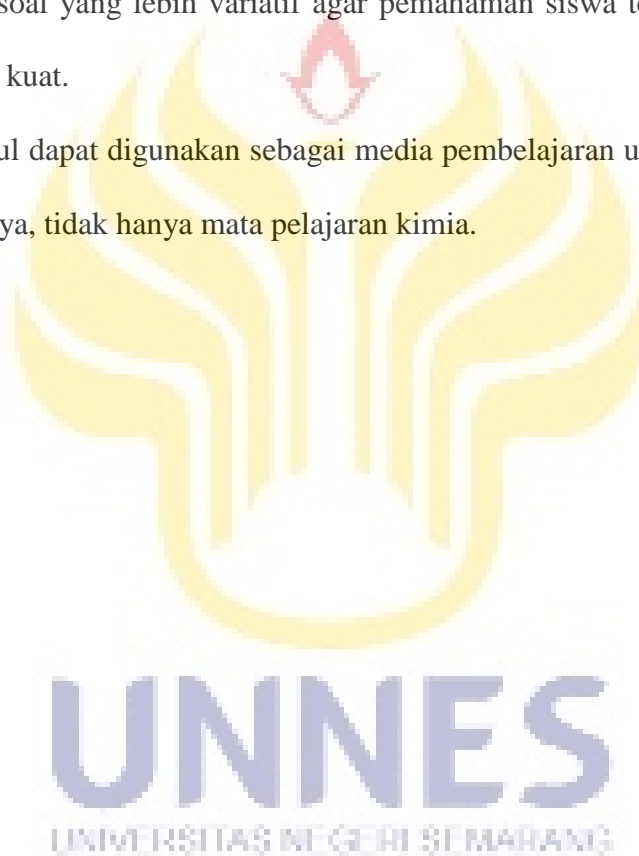 soal yang lebih variatif agar pemahaman siswa
kuat.
dapat digunakan sebagai media pembelajaran
tidak hanya mata pelajaran kimia.
UNNES
UNIVERSITAS NEGERI SEMARANG